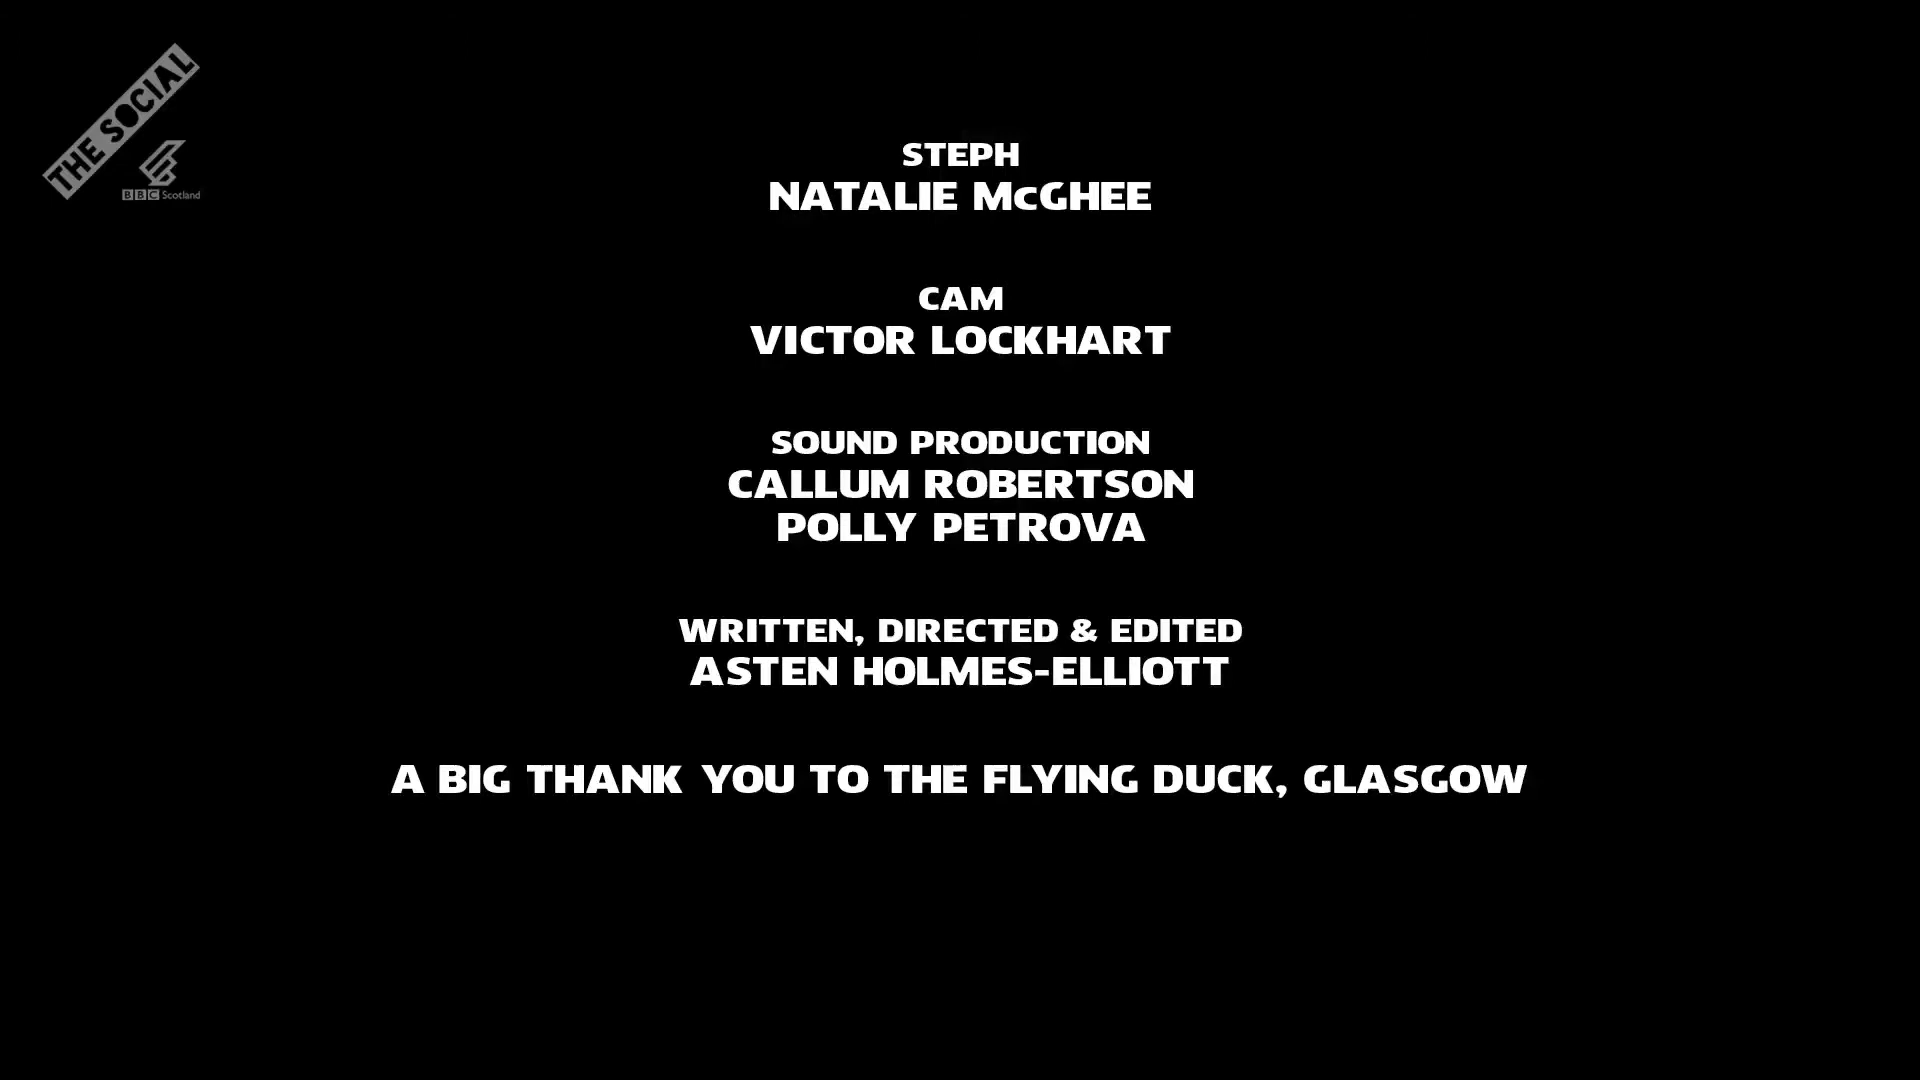 THE SOCIAL
BBC Scotland
STEPH
NATALIE McGHEE
CAM
VICTOR LOCKHART
SOUND PRODUCTION
CALLUM ROBERTSON
POLLY PETROVA
WRITTEN, DIRECTED & EDITED
ASTEN HOLMES-ELLIOTT
A BIG THANK YOU TO THE FLYING DUCK, GLASGOW